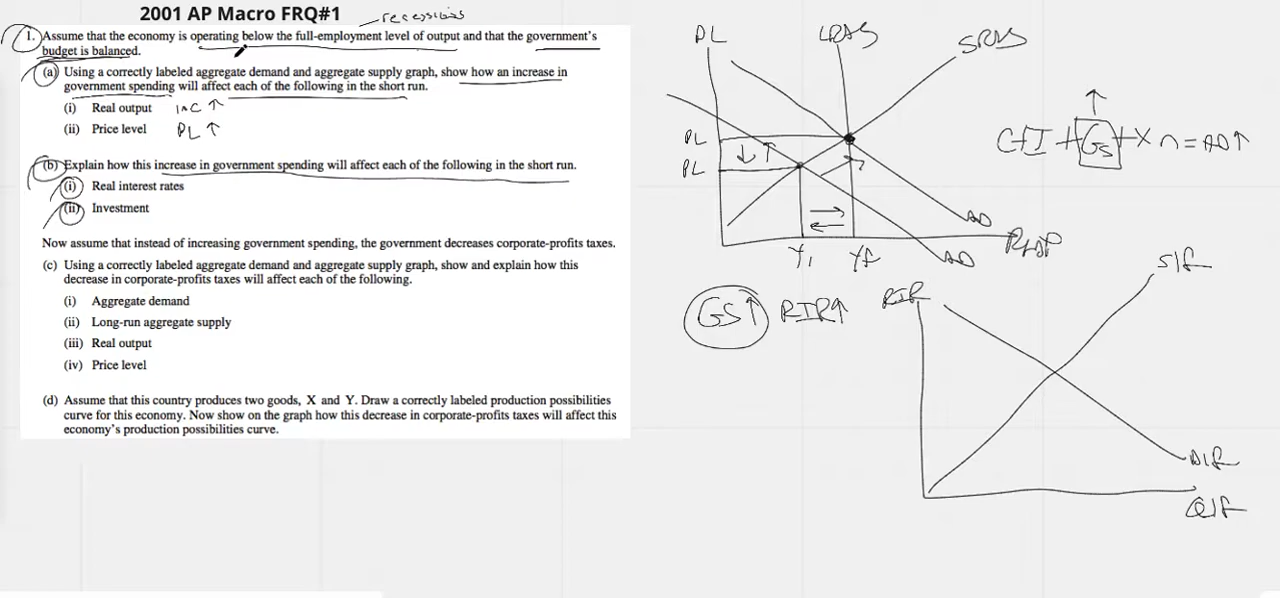 2001 AP Macro FRQ#1
recessions
1. Assume that the economy is operating below the full-employment level of output and that the government's
budget is balanced.
(a) Using a correctly labeled aggregate demand and aggregate supply graph, show how an increase in
government spending will affect each of the following in the short run.
(i) Real output INC ↑
(ii) Price level PL ↑
(b) Explain how this increase in government spending will affect each of the following in the short run.
(i) Real interest rates
(ii) Investment
Now assume that instead of increasing government spending, the government decreases corporate-profits taxes.
(c) Using a correctly labeled aggregate demand and aggregate supply graph, show and explain how this
decrease in corporate-profits taxes will affect each of the following.
(i) Aggregate demand
(ii) Long-run aggregate supply
(iii) Real output
(iv) Price level
(d) Assume that this country produces two goods, X and Y. Draw a correctly labeled production possibilities
curve for this economy. Now show on the graph how this decrease in corporate-profits taxes will affect this
economy's production possibilities curve.
PL
LRAS
SRAS
PL
PL
↓ ↑
AD
AD
Y1
Yf
RGDP
↑
C+I+Gs+Xn=AD↑
GS↑ RIR↑
RIR
SLF
DLF
QLF